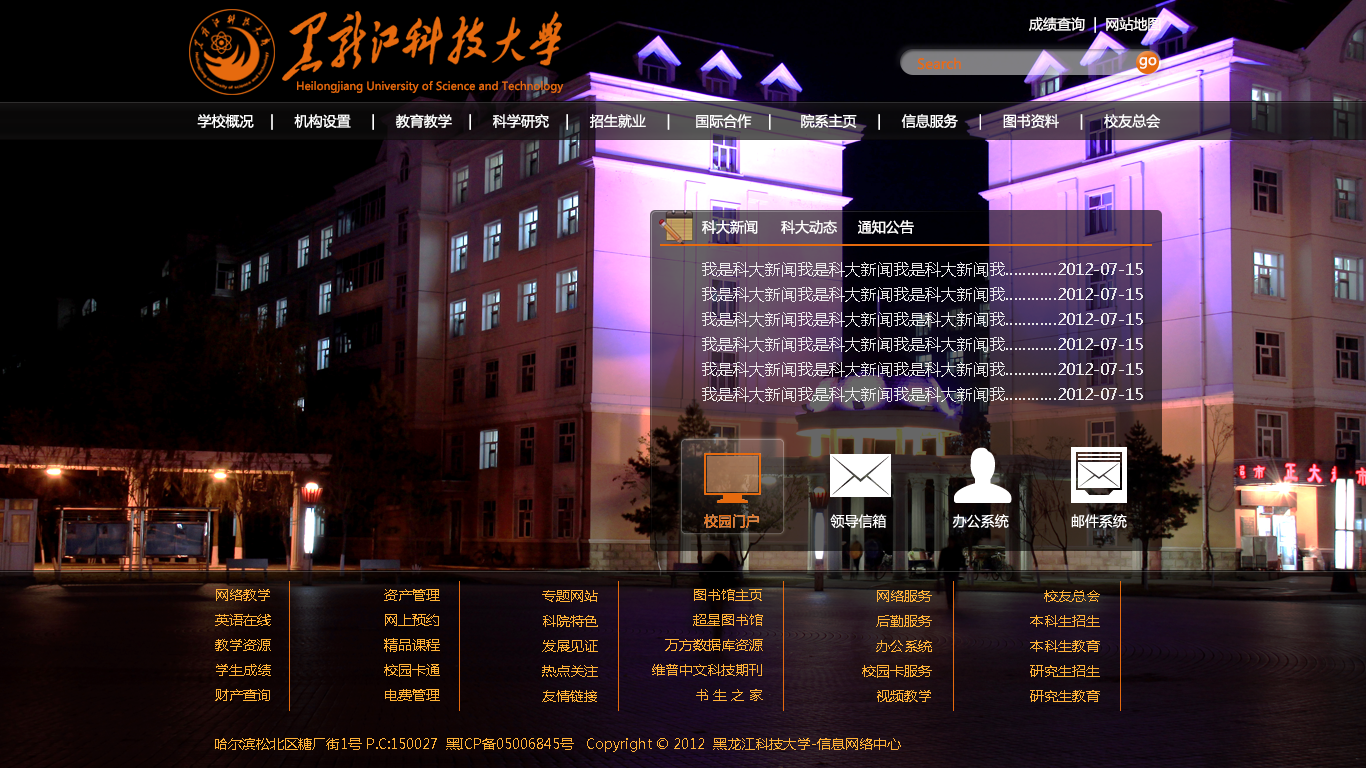 成绩查询 | 网站地图
黑龙江科技大学
Heilongjiang University of Science and Technology
Search go
学校概况 | 机构设置 | 教育教学 | 科学研究 | 招生就业 | 国际合作 | 院系主页 | 信息服务 | 图书资料 | 校友总会
科大新闻 科大动态 通知公告
我是科大新闻我是科大新闻我是科大新闻我............2012-07-15
我是科大新闻我是科大新闻我是科大新闻我............2012-07-15
我是科大新闻我是科大新闻我是科大新闻我............2012-07-15
我是科大新闻我是科大新闻我是科大新闻我............2012-07-15
我是科大新闻我是科大新闻我是科大新闻我............2012-07-15
我是科大新闻我是科大新闻我是科大新闻我............2012-07-15
校园门户 领导信箱 办公系统 邮件系统
市 正大
网络教学 资产管理 专题网站 图书馆主页 网络服务 校友总会
英语在线 网上预约 科院特色 超星图书馆 后勤服务 本科生招生
教学资源 精品课程 发展见证 万方数据库资源 办公系统 本科生教育
学生成绩 校园卡通 热点关注 维普中文科技期刊 校园卡服务 研究生招生
财产查询 电费管理 友情链接 书 生 之 家 视频教学 研究生教育
哈尔滨松北区糖厂街1号 P.C:150027 黑ICP备05006845号 Copyright © 2012 黑龙江科技大学-信息网络中心